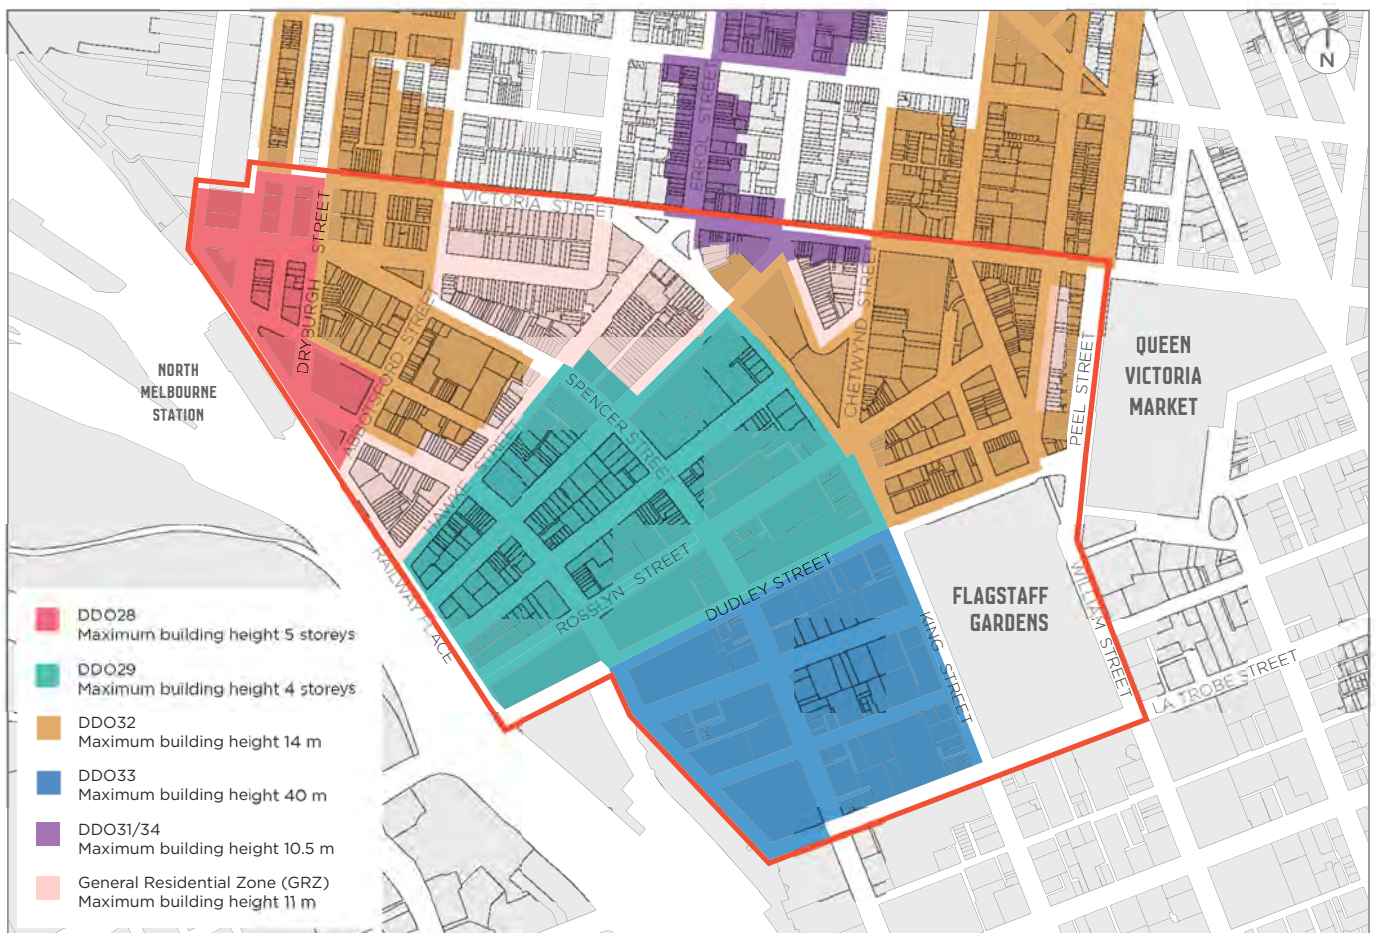 N
ERROL STREET
VICTORIA STREET
DRYBURGH STREET
ABBOTSFORD STREET
CHETWYND STREET
PEEL STREET
QUEEN
VICTORIA
MARKET
NORTH
MELBOURNE
STATION
SPENCER STREET
HAWKE STREET
RAILWAY PLACE
ROSSLYN STREET
DUDLEY STREET
KING STREET
FLAGSTAFF
GARDENS
WILLIAM STREET
LA TROBE STREET
DDO28
Maximum building height 5 storeys
DDO29
Maximum building height 4 storeys
DDO32
Maximum building height 14 m
DDO33
Maximum building height 40 m
DDO31/34
Maximum building height 10.5 m
General Residential Zone (GRZ)
Maximum building height 11 m